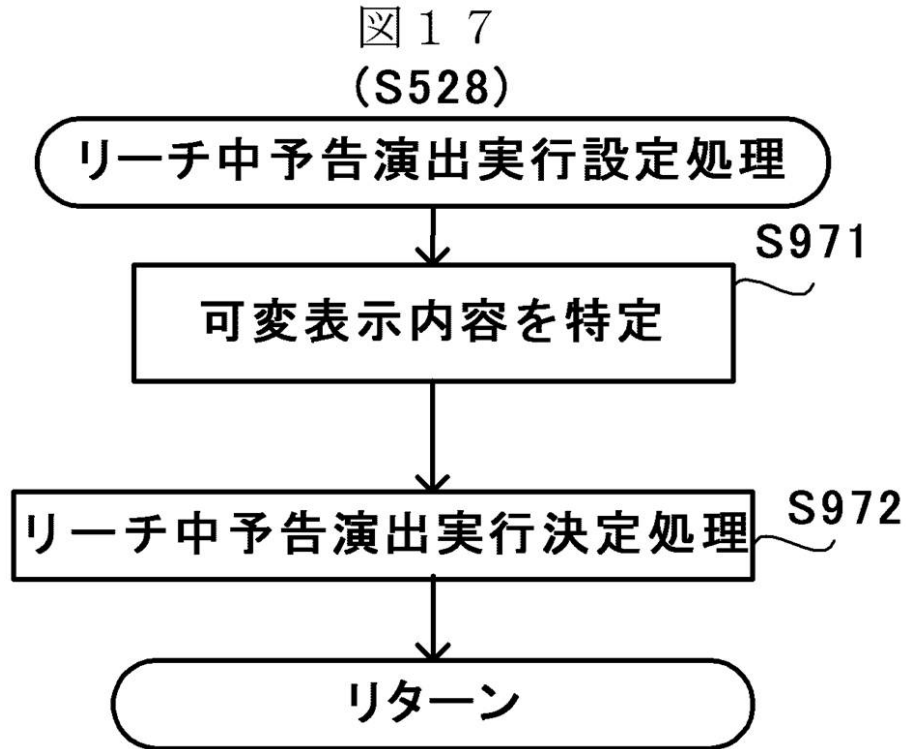 図１７
(S528)
リーチ中予告演出実行設定処理
S971
可変表示内容を特定
S972
リーチ中予告演出実行決定処理
リターン